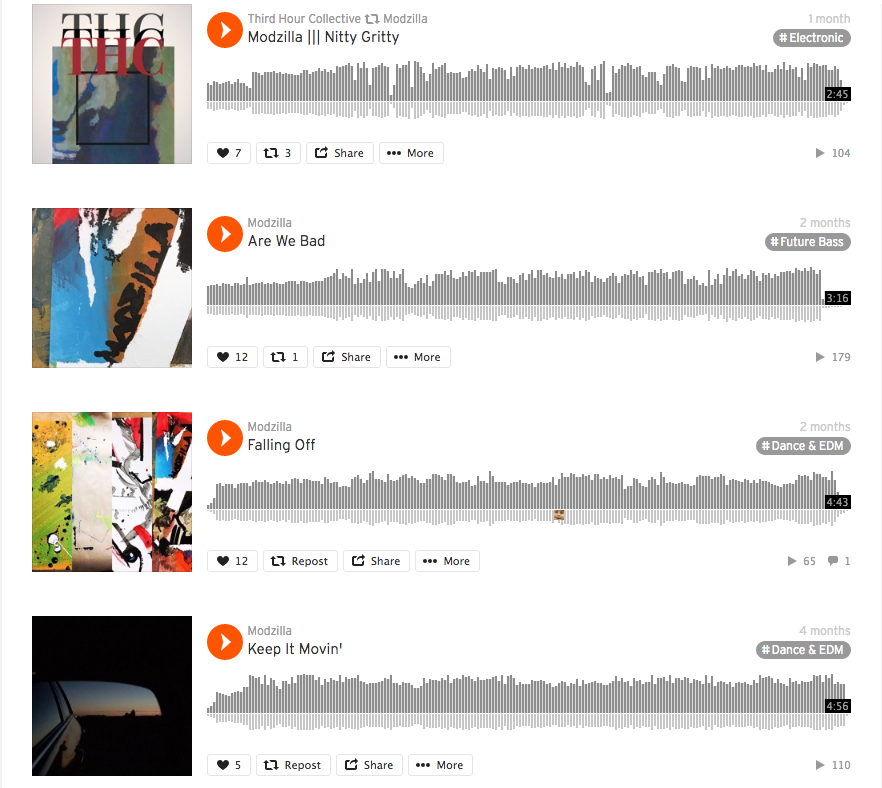 THC
THC
Third Hour Collective Modzilla
1 month
Modzilla ||| Nitty Gritty
# Electronic
2:45
7 3 Share ••• More
104
Modzilla
2 months
Are We Bad
# Future Bass
3:16
12 1 Share ••• More
179
Modzilla
2 months
Falling Off
# Dance & EDM
4:43
12 Repost Share ••• More
65 1
Modzilla
4 months
Keep It Movin'
# Dance & EDM
4:56
5 Repost Share ••• More
110